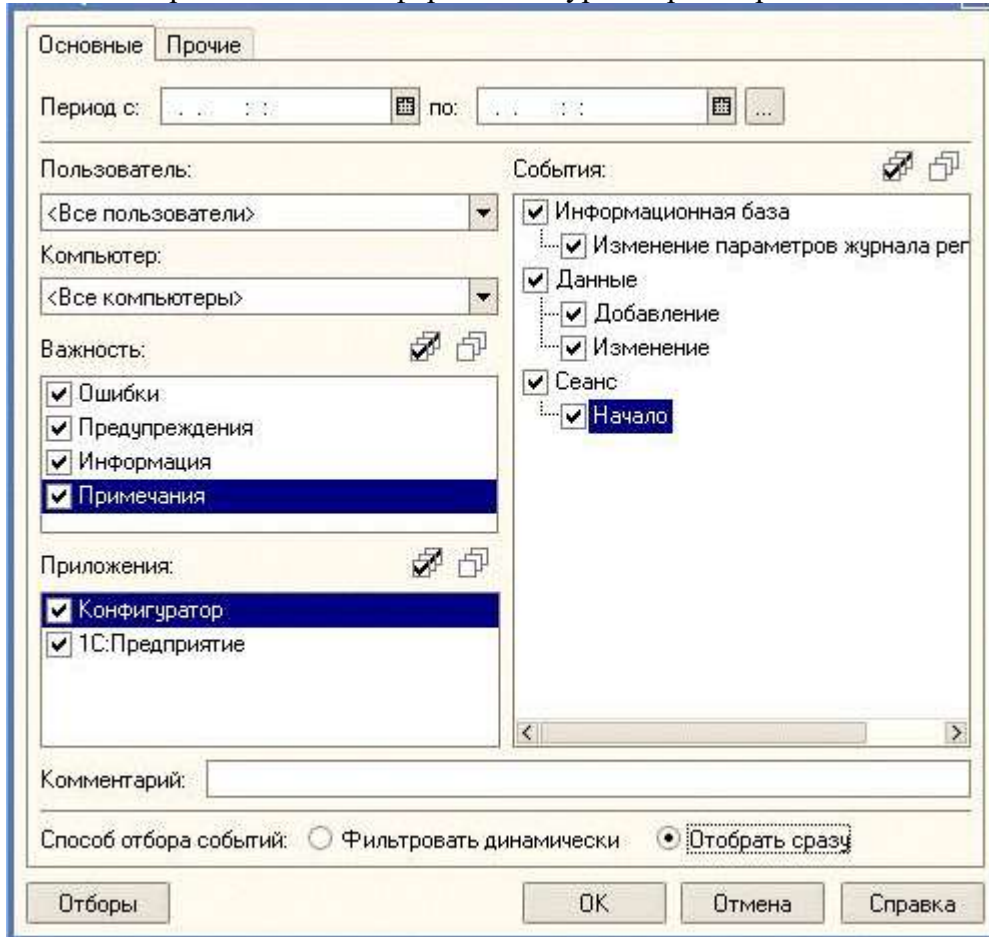 Основные Прочие
Период с: . . : : по: . . : : ...
Пользователь:
<Все пользователи>
Компьютер:
<Все компьютеры>
Важность:
Ошибки
Предупреждения
Информация
Примечания
Приложения:
Конфигуратор
1С:Предприятие
События:
Информационная база
Изменение параметров журнала рег
Данные
Добавление
Изменение
Сеанс
Начало
Комментарий:
Способ отбора событий: Фильтровать динамически Отобрать сразу
Отборы OK Отмена Справка